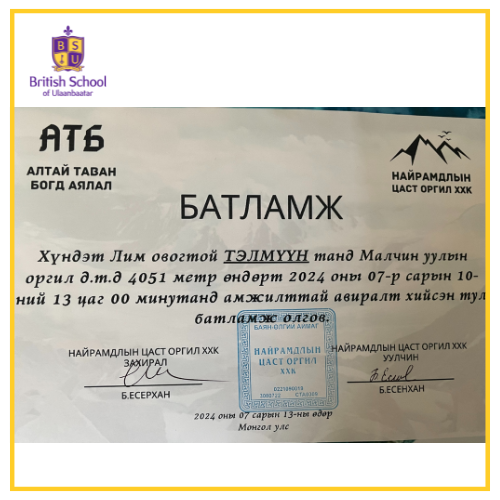 BSU
British School
of Ulaanbaatar
АТБ
АЛТАЙ ТАВАН
БОГД АЯЛАЛ
НАЙРАМДЛЫН
ЦАСТ ОРГИЛ ХХК
БАТЛАМЖ
Хүндэт Лим овогтой ТЭЛМҮҮН танд Малчин уулын
оргил д.т.д 4051 метр өндөрт 2024 оны 07-р сарын 10-
ний 13 цаг 00 минутанд амжилттай авиралт хийсэн тул
батламж олгов.
БАЯН-ӨЛГИЙ АЙМАГ
НАЙРАМДЛЫН
ЦАСТ ОРГИЛ
ХХК
НАЙРАМДЛЫН ЦАСТ ОРГИЛ ХХК
ЗАХИРАЛ
Б.ЕСЕРХАН
НАЙРАМДЛЫН ЦАСТ ОРГИЛ ХХК
УУЛЧИН
Б.ЕСЕНХАН
2024 оны 07 сарын 13-ны өдөр
Монгол улс